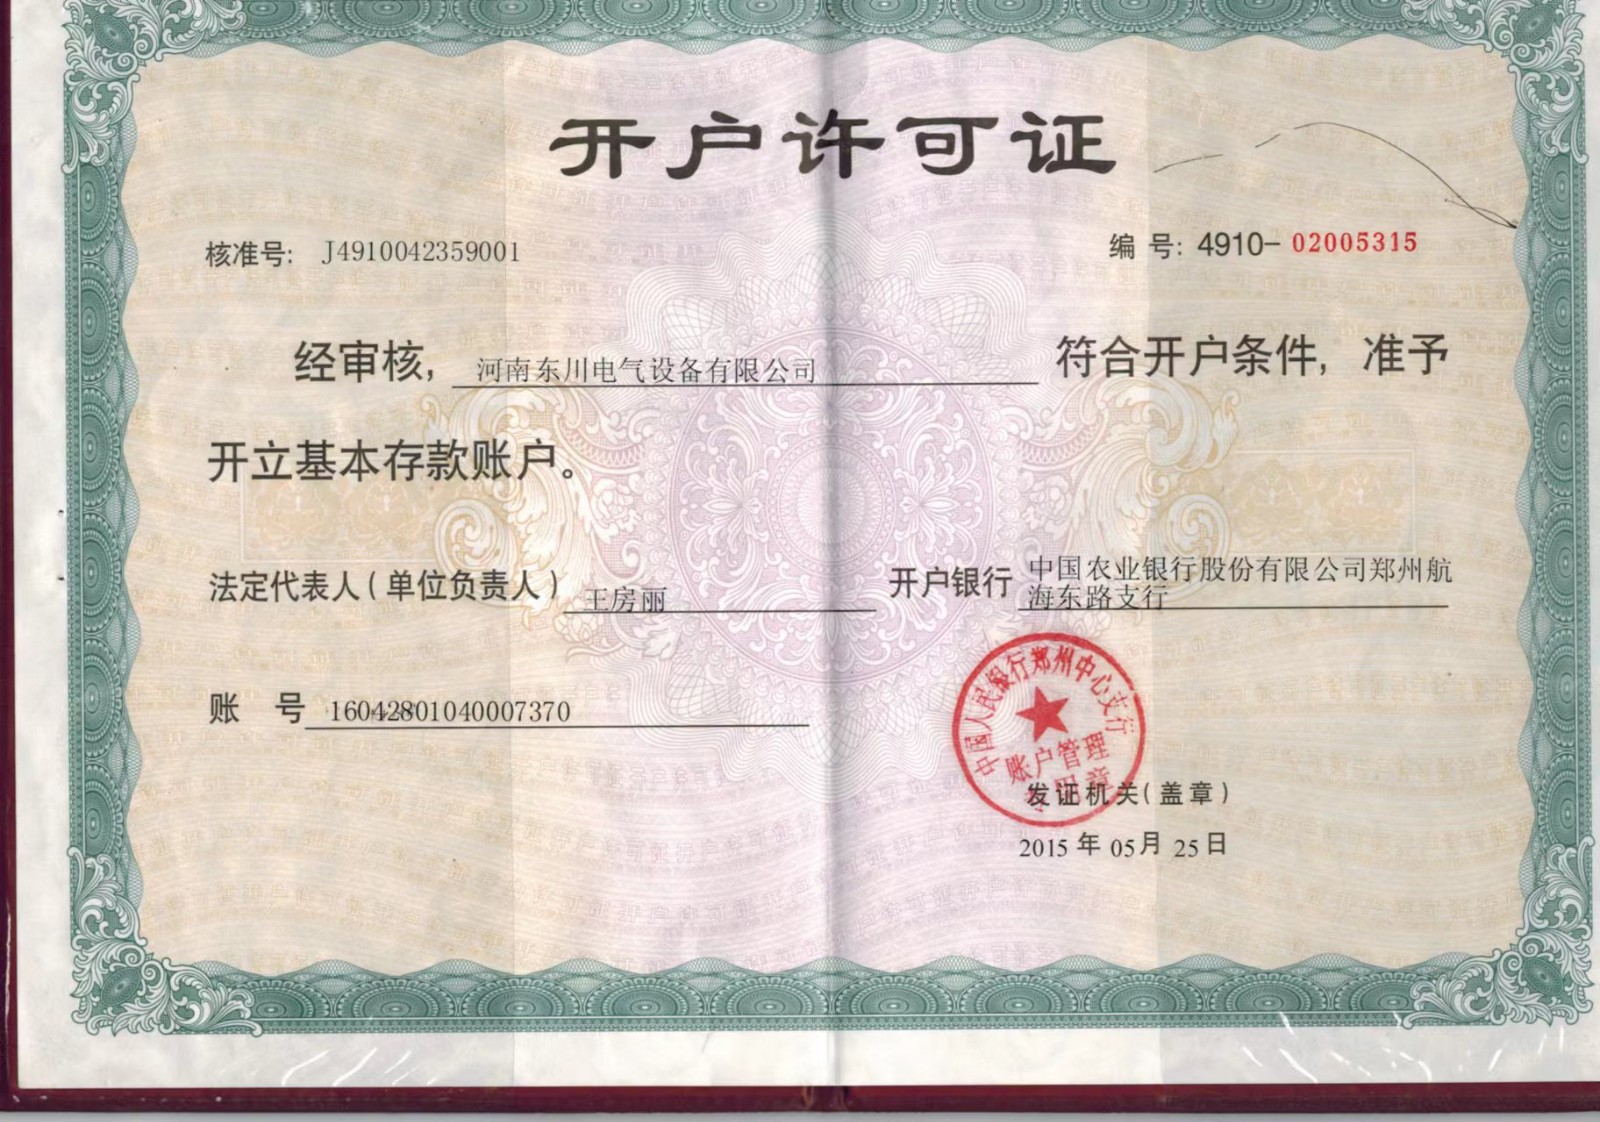 开户许可证
核准号: J4910042359001
编 号: 4910-02005315
经审核, 河南东川电气设备有限公司 符合开户条件, 准予
开立基本存款账户。
法定代表人(单位负责人) 王房丽
开户银行 中国农业银行股份有限公司郑州航
海东路支行
账 号 16042801040007370
中国人民银行郑州中心支行
账户管理
专用章
发证机关(盖章)
2015 年 05 月 25 日